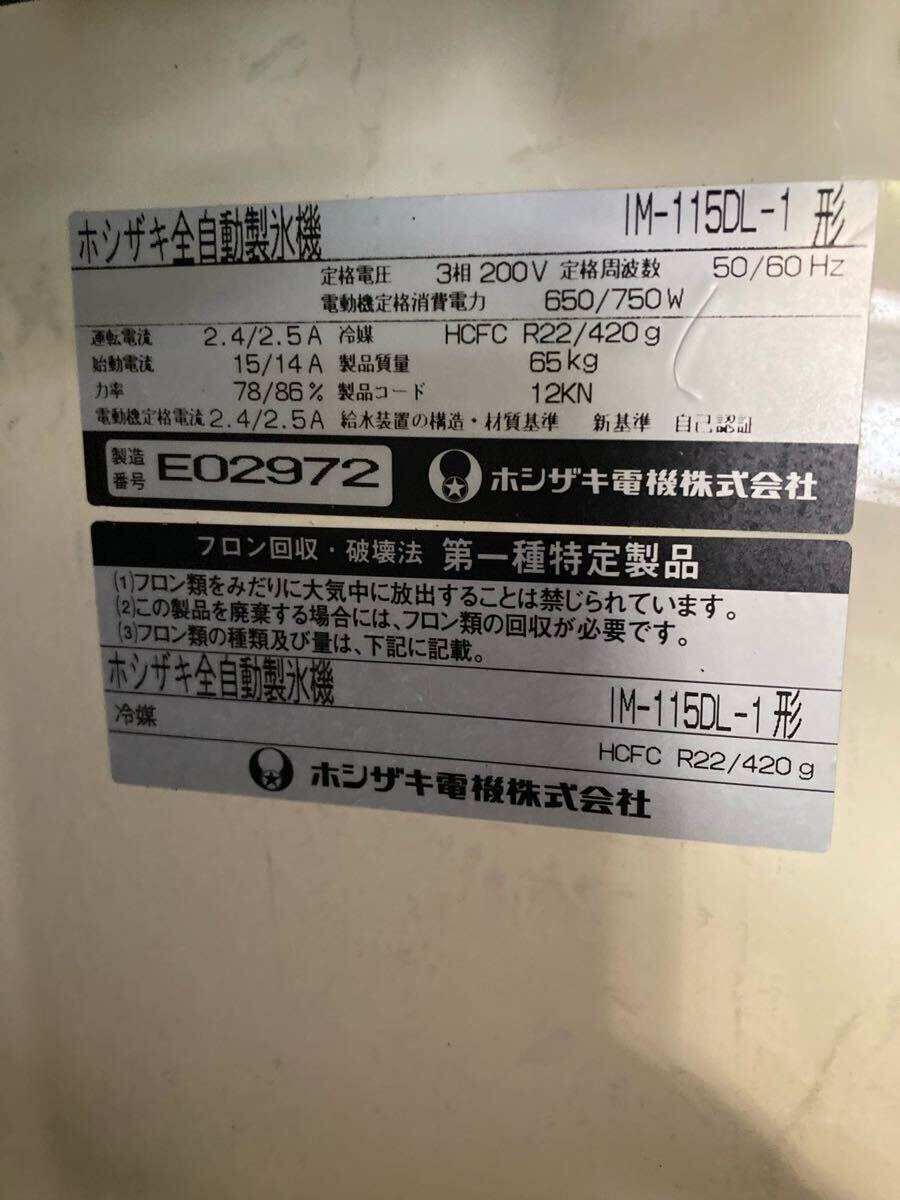 ホシザキ全自動製氷機 IM-115DL-1 形
定格電圧 3相 200V 定格周波数 50/60 Hz
電動機定格消費電力 650/750 W
運転電流 2.4/2.5 A 冷媒 HCFC R22/420 g
始動電流 15/14 A 製品質量 65kg
力率 78/86 % 製品コード 12KN
電動機定格電流 2.4/2.5 A 給水装置の構造・材質基準 新基準 自己認証
製造番号 E02972 ホシザキ電機株式会社
フロン回収・破壊法 第一種特定製品
(1)フロン類をみだりに大気中に放出することは禁じられています。
(2)この製品を廃棄する場合には、フロン類の回収が必要です。
(3)フロン類の種類及び量は、下記に記載。
ホシザキ全自動製氷機 IM-115DL-1 形
冷媒 HCFC R22/420 g
ホシザキ電機株式会社